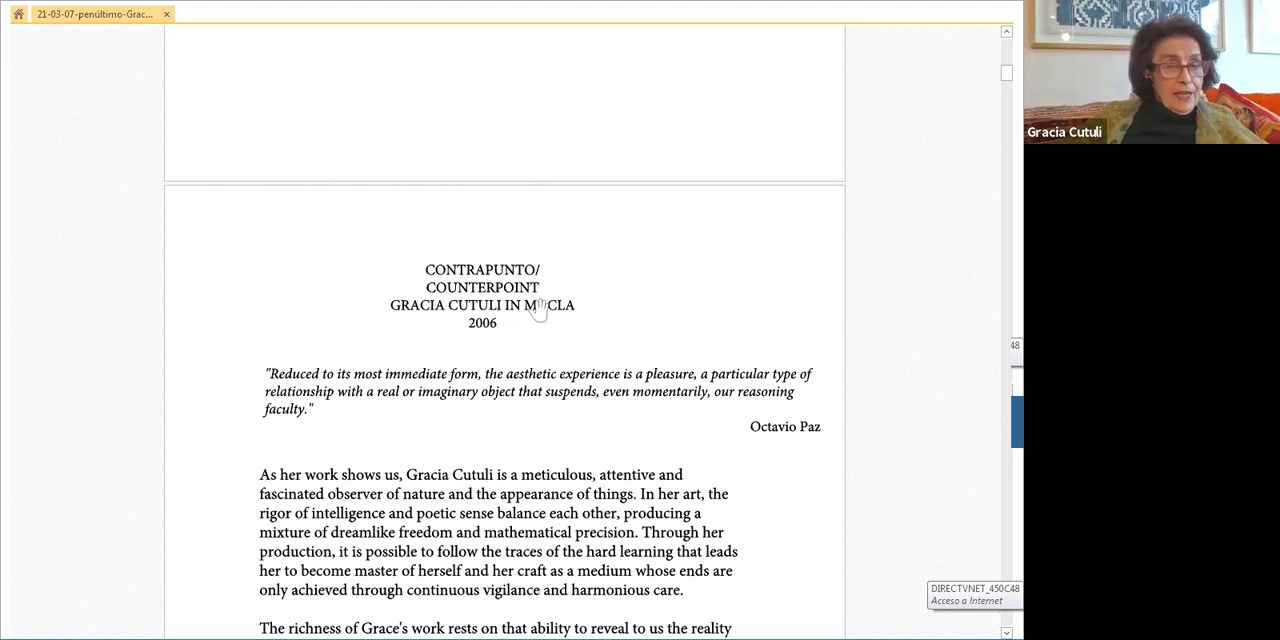 21-03-07-penúltimo-Grac...
CONTRAPUNTO/
COUNTERPOINT
GRACIA CUTULI IN M CLA
2006
"Reduced to its most immediate form, the aesthetic experience is a pleasure, a particular type of
relationship with a real or imaginary object that suspends, even momentarily, our reasoning
faculty."
Octavio Paz
As her work shows us, Gracia Cutuli is a meticulous, attentive and
fascinated observer of nature and the appearance of things. In her art, the
rigor of intelligence and poetic sense balance each other, producing a
mixture of dreamlike freedom and mathematical precision. Through her
production, it is possible to follow the traces of the hard learning that leads
her to become master of herself and her craft as a medium whose ends are
only achieved through continuous vigilance and harmonious care.
The richness of Grace's work rests on that ability to reveal to us the reality
Gracia Cutuli
48
DIRECTVNET_450C48
Acceso a Internet